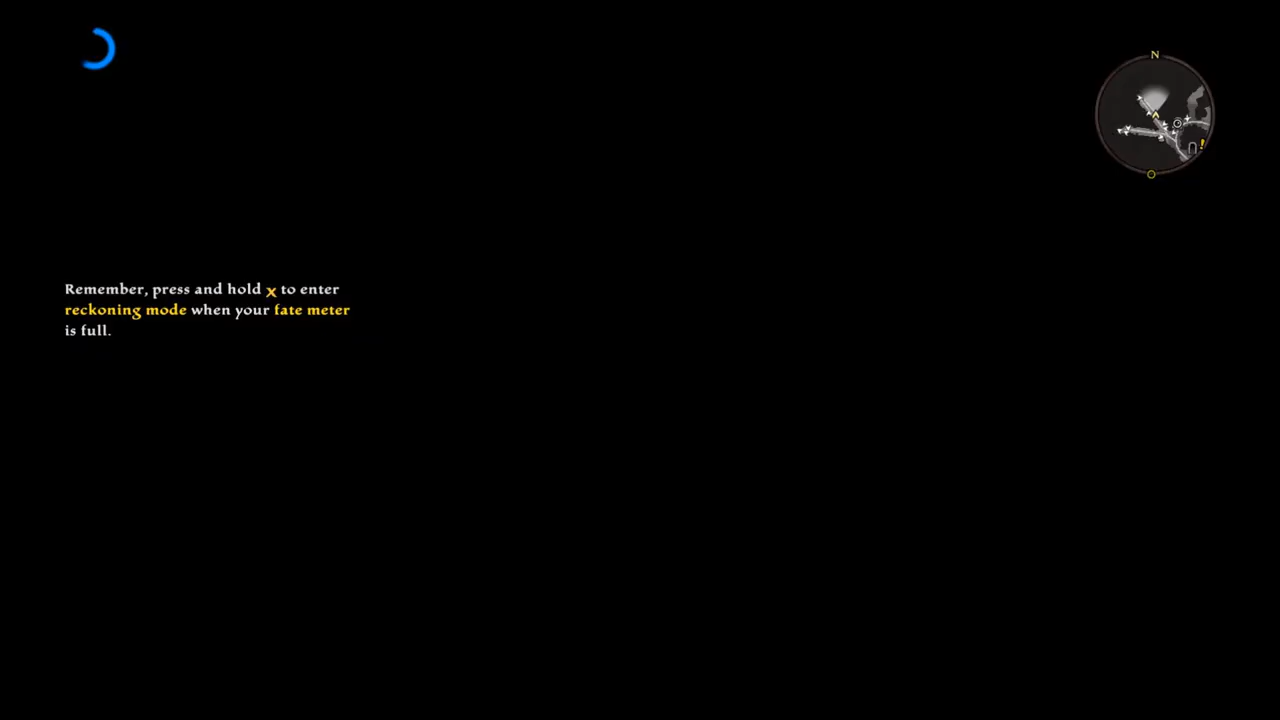 N
Remember, press and hold x to enter
reckoning mode when your fate meter
is full.